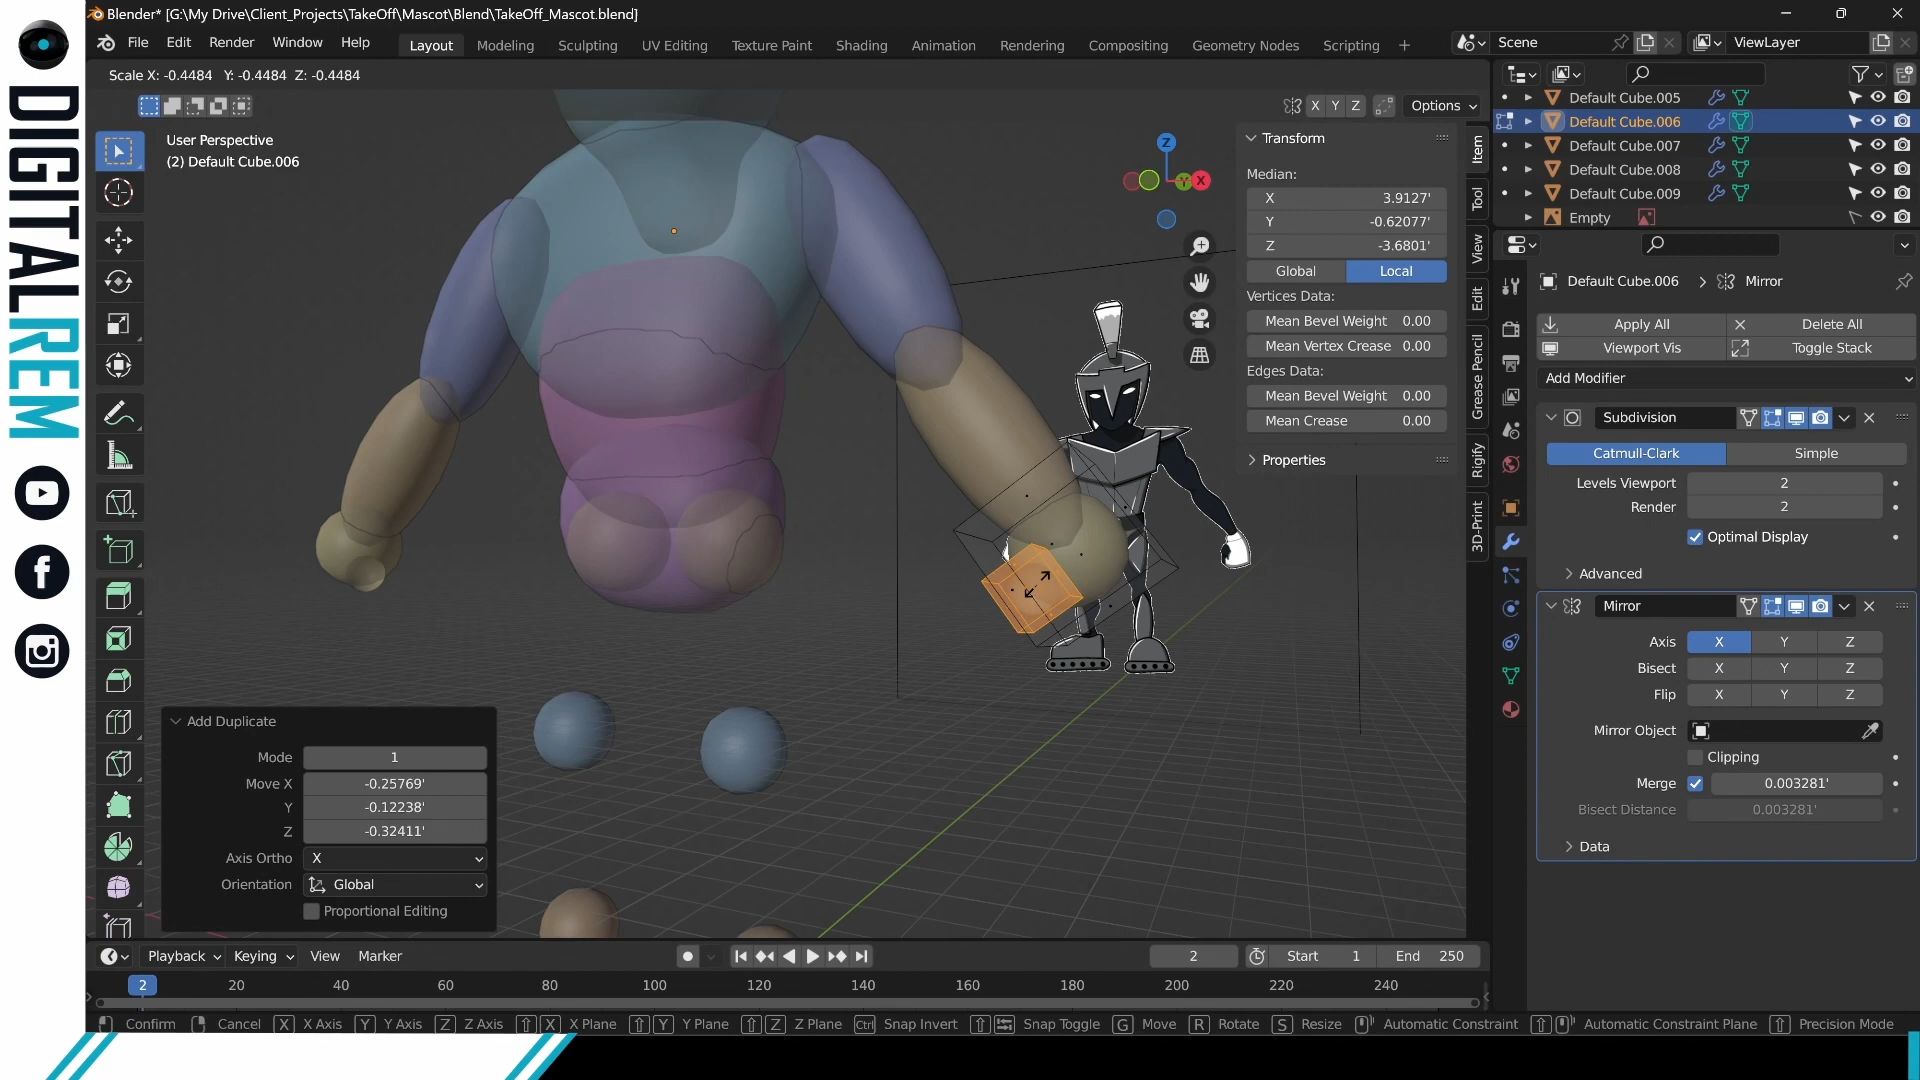 DIGITALREM
Blender* [G:\My Drive\Client_Projects\TakeOff\Mascot\Blend\TakeOff_Mascot.blend]
File Edit Render Window Help Layout Modeling Sculpting UV Editing Texture Paint Shading Animation Rendering Compositing Geometry Nodes Scripting + Scene ViewLayer
Scale X: -0.4484 Y: -0.4484 Z: -0.4484
X Y Z Options
User Perspective
(2) Default Cube.006
Z
X
Y
Transform
Median:
X 3.9127'
Y -0.62077'
Z -3.6801'
Global Local
Vertices Data:
Mean Bevel Weight 0.00
Mean Vertex Crease 0.00
Edges Data:
Mean Bevel Weight 0.00
Mean Crease 0.00
Properties
Item
Tool
View
Edit
Grease Pencil
Rigify
3D-Print
Default Cube.005
Default Cube.006
Default Cube.007
Default Cube.008
Default Cube.009
Empty
Default Cube.006 > Mirror
Apply All Delete All
Viewport Vis Toggle Stack
Add Modifier
Subdivision
Catmull-Clark Simple
Levels Viewport 2
Render 2
Optimal Display
Advanced
Mirror
Axis X Y Z
Bisect X Y Z
Flip X Y Z
Mirror Object
Clipping
Merge 0.003281'
Bisect Distance 0.003281'
Data
Add Duplicate
Mode 1
Move X -0.25769'
Y -0.12238'
Z -0.32411'
Axis Ortho X
Orientation Global
Proportional Editing
Playback Keying View Marker 2 Start 1 End 250
2 20 40 60 80 100 120 140 160 180 200 220 240
Confirm Cancel X X Axis Y Y Axis Z Z Axis X X Plane Y Y Plane Z Z Plane Ctrl Snap Invert Snap Toggle G Move R Rotate S Resize Automatic Constraint Automatic Constraint Plane Precision Mode